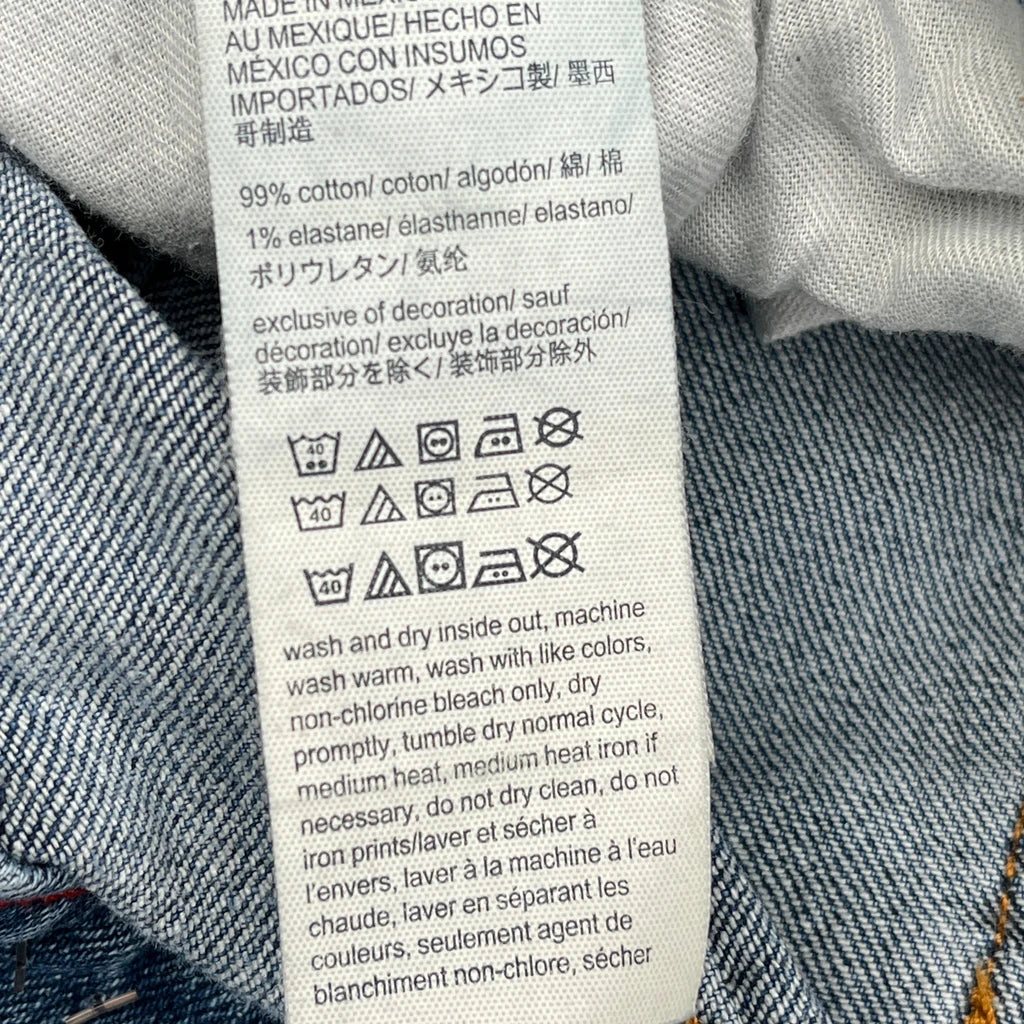 MADE IN MEXIC
AU MEXIQUE/ HECHO EN
MÉXICO CON INSUMOS
IMPORTADOS/ メキシコ製/ 墨西
哥制造
99% cotton/ coton/ algodón/ 綿/ 棉
1% elastane/ élasthanne/ elastano/
ポリウレタン/ 氨纶
exclusive of decoration/ sauf
décoration/ excluye la decoración/
装飾部分を除く/ 装饰部分除外
40
40
40
wash and dry inside out, machine
wash warm, wash with like colors,
non-chlorine bleach only, dry
promptly, tumble dry normal cycle,
medium heat, medium heat iron if
necessary, do not dry clean, do not
iron prints/laver et sécher à
l'envers, laver à la machine à l'eau
chaude, laver en séparant les
couleurs, seulement agent de
blanchiment non-chlore, sécher